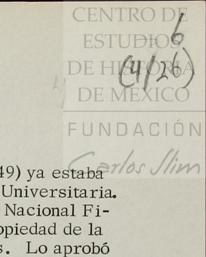 CENTRO DE
ESTUDIOS
DE HISTORIA
DE MÉXICO
FUNDACIÓN
Carlos Slim
6
(4/26)
49) ya estaba
Universitaria.
Nacional Fi-
opiedad de la
s. Lo aprobó